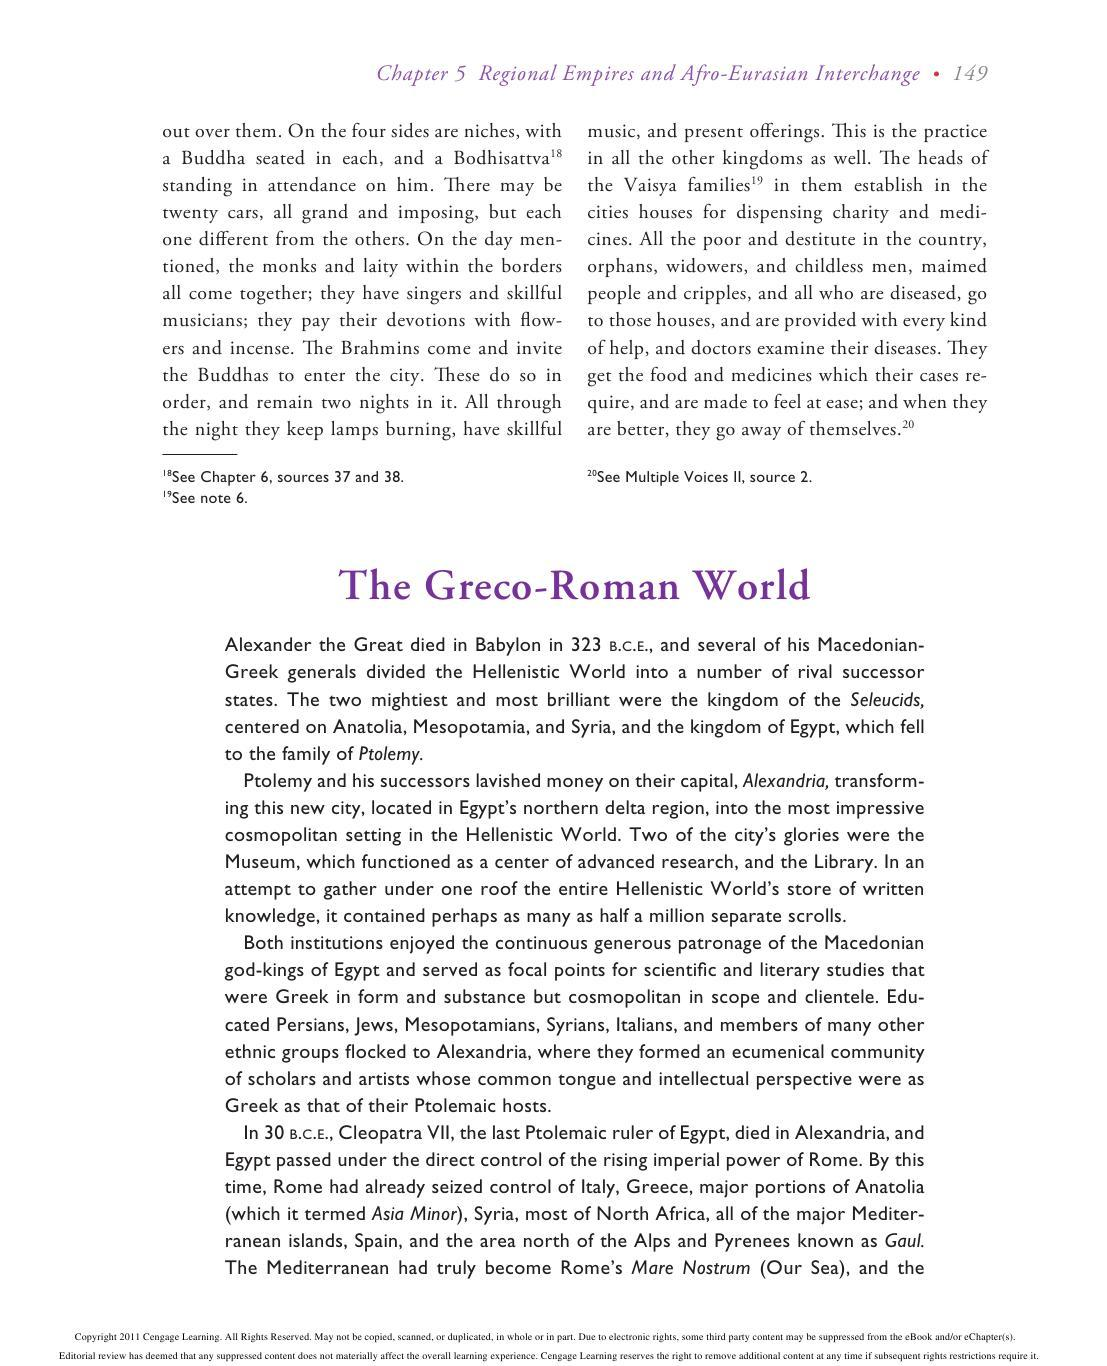 Chapter 5 Regional Empires and Afro-Eurasian Interchange • 149
out over them. On the four sides are niches, with
a Buddha seated in each, and a Bodhisattva18
standing in attendance on him. There may be
twenty cars, all grand and imposing, but each
one different from the others. On the day men-
tioned, the monks and laity within the borders
all come together; they have singers and skillful
musicians; they pay their devotions with flow-
ers and incense. The Brahmins come and invite
the Buddhas to enter the city. These do so in
order, and remain two nights in it. All through
the night they keep lamps burning, have skillful
music, and present offerings. This is the practice
in all the other kingdoms as well. The heads of
the Vaisya families19 in them establish in the
cities houses for dispensing charity and medi-
cines. All the poor and destitute in the country,
orphans, widowers, and childless men, maimed
people and cripples, and all who are diseased, go
to those houses, and are provided with every kind
of help, and doctors examine their diseases. They
get the food and medicines which their cases re-
quire, and are made to feel at ease; and when they
are better, they go away of themselves.20
18See Chapter 6, sources 37 and 38.
19See note 6.
20See Multiple Voices II, source 2.
The Greco-Roman World
Alexander the Great died in Babylon in 323 B.C.E., and several of his Macedonian-
Greek generals divided the Hellenistic World into a number of rival successor
states. The two mightiest and most brilliant were the kingdom of the Seleucids,
centered on Anatolia, Mesopotamia, and Syria, and the kingdom of Egypt, which fell
to the family of Ptolemy.
Ptolemy and his successors lavished money on their capital, Alexandria, transform-
ing this new city, located in Egypt's northern delta region, into the most impressive
cosmopolitan setting in the Hellenistic World. Two of the city's glories were the
Museum, which functioned as a center of advanced research, and the Library. In an
attempt to gather under one roof the entire Hellenistic World's store of written
knowledge, it contained perhaps as many as half a million separate scrolls.
Both institutions enjoyed the continuous generous patronage of the Macedonian
god-kings of Egypt and served as focal points for scientific and literary studies that
were Greek in form and substance but cosmopolitan in scope and clientele. Edu-
cated Persians, Jews, Mesopotamians, Syrians, Italians, and members of many other
ethnic groups flocked to Alexandria, where they formed an ecumenical community
of scholars and artists whose common tongue and intellectual perspective were as
Greek as that of their Ptolemaic hosts.
In 30 B.C.E., Cleopatra VII, the last Ptolemaic ruler of Egypt, died in Alexandria, and
Egypt passed under the direct control of the rising imperial power of Rome. By this
time, Rome had already seized control of Italy, Greece, major portions of Anatolia
(which it termed Asia Minor), Syria, most of North Africa, all of the major Mediter-
ranean islands, Spain, and the area north of the Alps and Pyrenees known as Gaul.
The Mediterranean had truly become Rome's Mare Nostrum (Our Sea), and the
Copyright 2011 Cengage Learning. All Rights Reserved. May not be copied, scanned, or duplicated, in whole or in part. Due to electronic rights, some third party content may be suppressed from the eBook and/or eChapter(s).
Editorial review has deemed that any suppressed content does not materially affect the overall learning experience. Cengage Learning reserves the right to remove additional content at any time if subsequent rights restrictions require it.